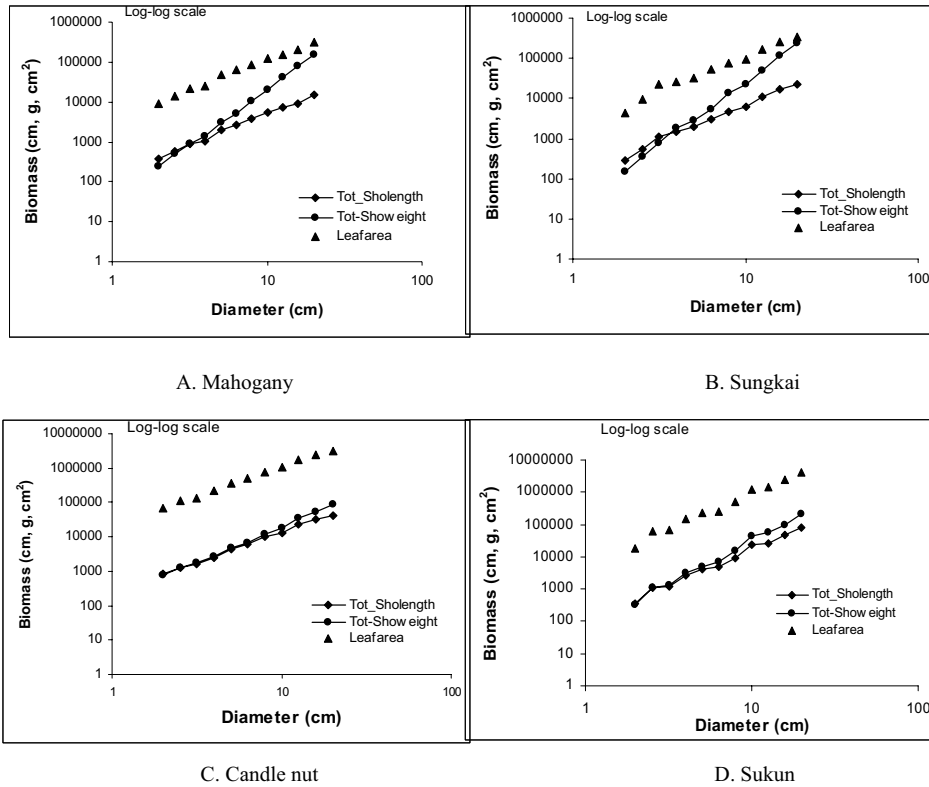 Log-log scale
1000000
100000
10000
1000
100
10
1
Biomass (cm, g, cm²)
Tot_Sholength
Tot-Show eight
Leafarea
1 10 100
Diameter (cm)
A. Mahogany
Log-log scale
1000000
100000
10000
1000
100
10
1
Biomass (cm, g, cm²)
Tot_Sholength
Tot-Show eight
Leafarea
1 10 100
Diameter (cm)
B. Sungkai
Log-log scale
10000000
1000000
100000
10000
1000
100
10
1
Biomass (cm, g, cm²)
Tot_Sholength
Tot-Show eight
Leafarea
1 10 100
Diameter (cm)
C. Candle nut
Log-log scale
10000000
1000000
100000
10000
1000
100
10
1
Biomass (cm, g, cm²)
Tot_Sholength
Tot-Show eight
Leafarea
1 10 100
Diameter (cm)
D. Sukun